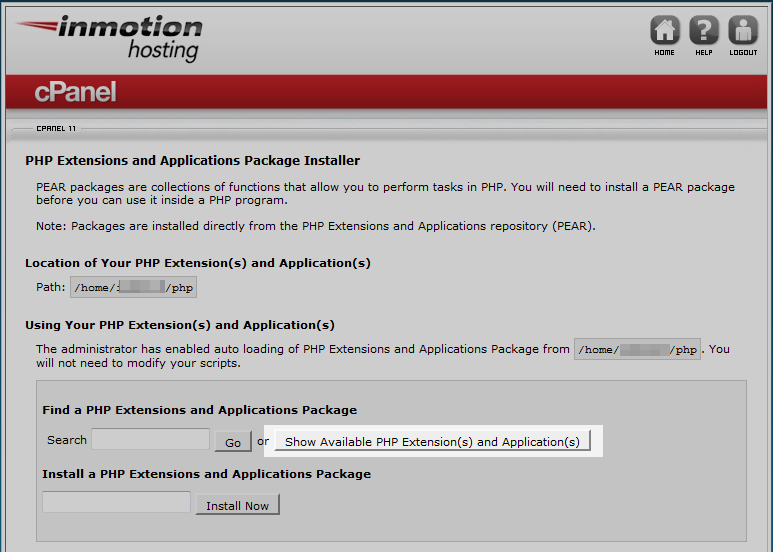 inmotion
hosting
HOME HELP LOGOUT
cPanel
CPANEL 11
PHP Extensions and Applications Package Installer
PEAR packages are collections of functions that allow you to perform tasks in PHP. You will need to install a PEAR package
before you can use it inside a PHP program.
Note: Packages are installed directly from the PHP Extensions and Applications repository (PEAR).
Location of Your PHP Extension(s) and Application(s)
Path: /home/ /php
Using Your PHP Extension(s) and Application(s)
The administrator has enabled auto loading of PHP Extensions and Applications Package from /home/ /php. You
will not need to modify your scripts.
Find a PHP Extensions and Applications Package
Search Go or Show Available PHP Extension(s) and Application(s)
Install a PHP Extensions and Applications Package
Install Now